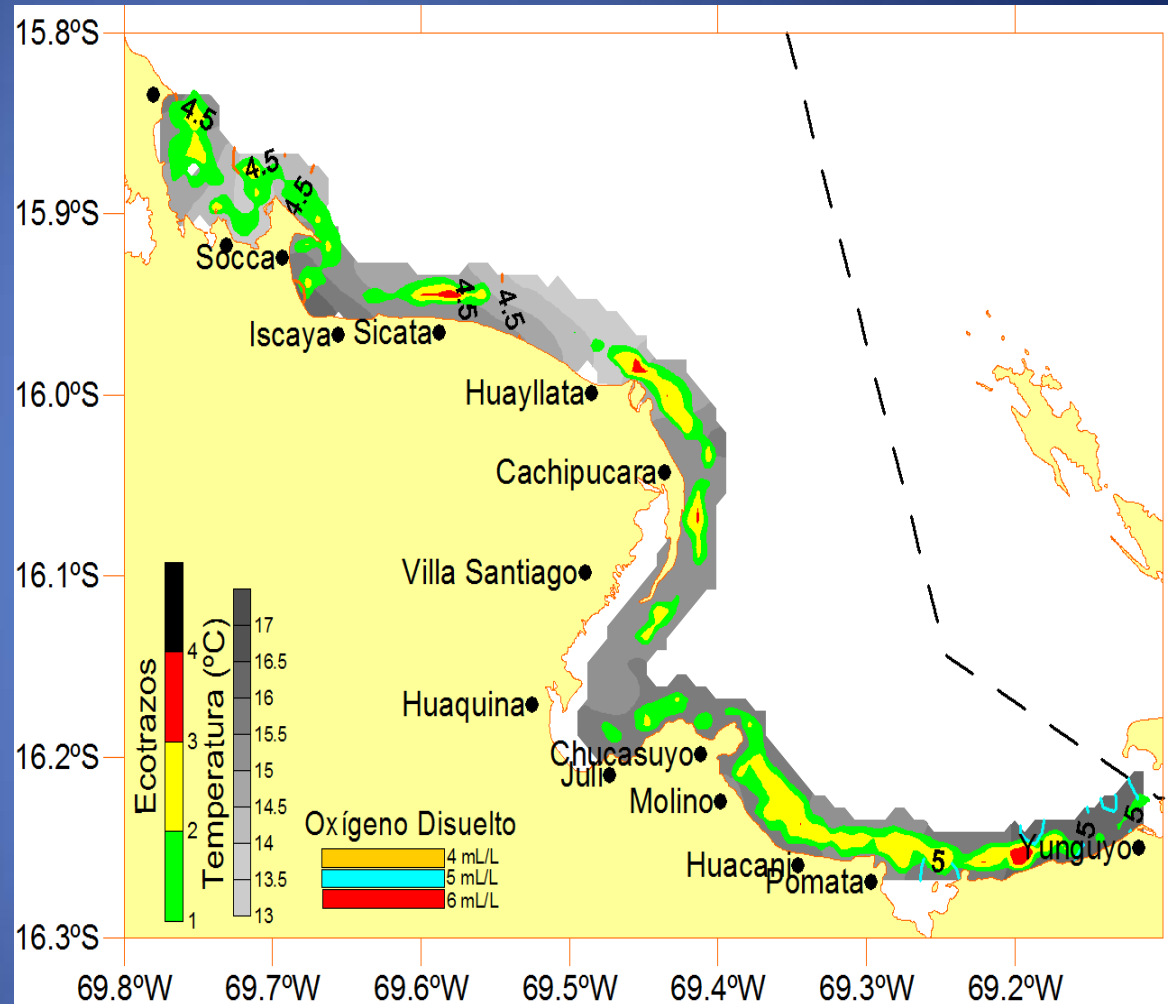 15.8ºS
4.5
4.5
4.5
15.9ºS
Socca
4.5
4.5
Iscaya
Sicata
16.0ºS
Huayllata
Cachipucara
16.1ºS
Villa Santiago
Huaquina
16.2ºS
Chucasuyo
Juli
Molino
5
5
5
Yunguyo
Huacani
Pomata
16.3ºS
Ecotrazos
4
3
2
1
Temperatura (ºC)
17
16.5
16
15.5
15
14.5
14
13.5
13
Oxígeno Disuelto
4 mL/L
5 mL/L
6 mL/L
69.8ºW 69.7ºW 69.6ºW 69.5ºW 69.4ºW 69.3ºW 69.2ºW